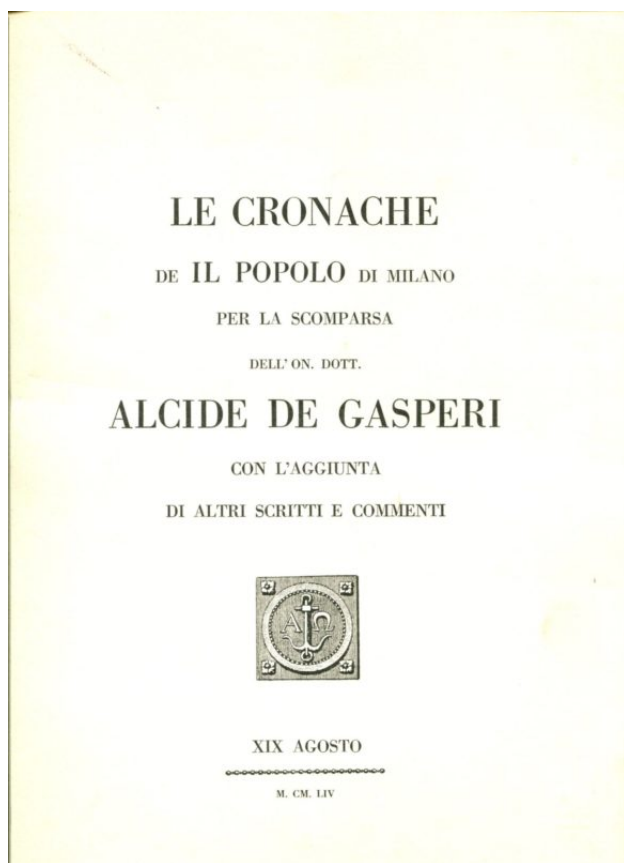 LE CRONACHE
DE IL POPOLO DI MILANO
PER LA SCOMPARSA
DELL' ON. DOTT.
ALCIDE DE GASPERI
CON L'AGGIUNTA
DI ALTRI SCRITTI E COMMENTI
Α Ω
XIX AGOSTO
M. CM. LIV